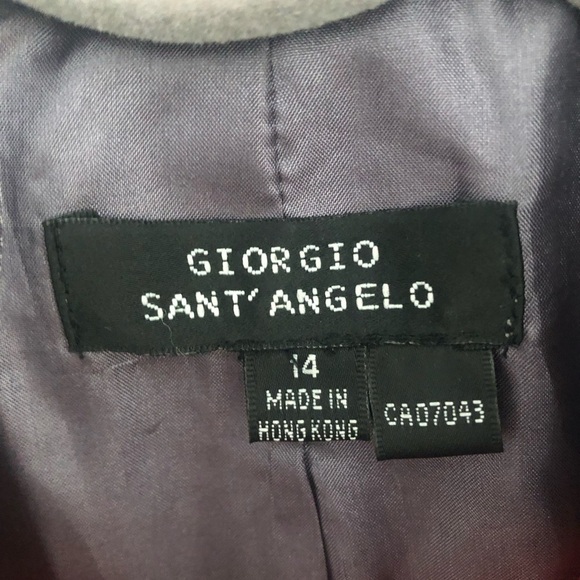 GIORGIO
SANT'ANGELO
14
MADE IN
HONG KONG
CA07043